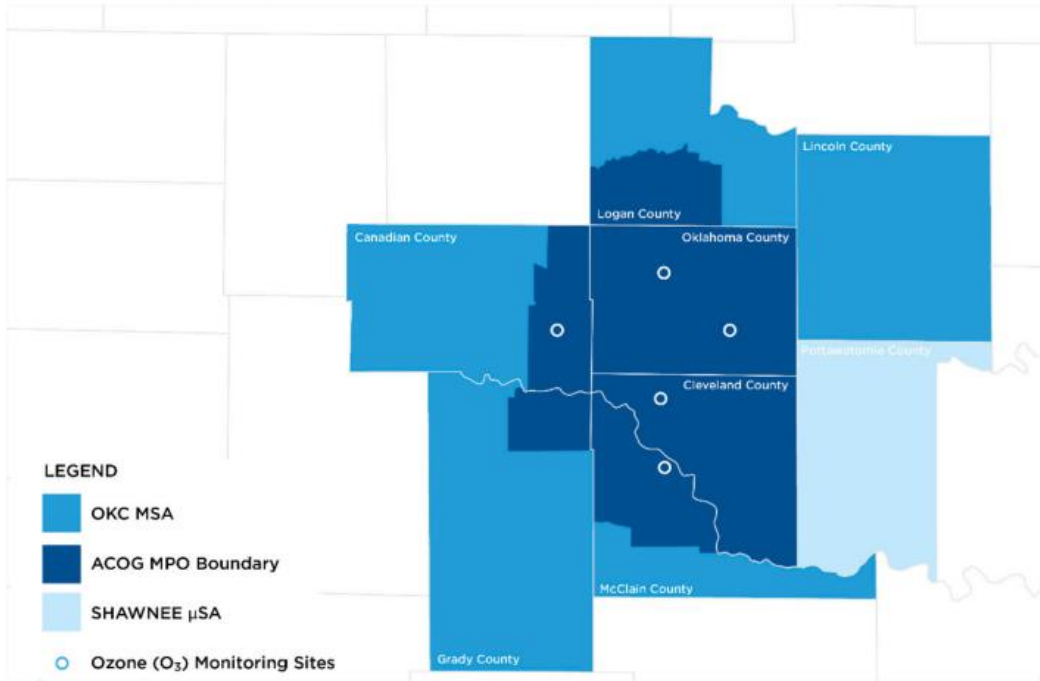 Lincoln County
Logan County
Canadian County
Oklahoma County
Pottawatomie County
Cleveland County
LEGEND
OKC MSA
ACOG MPO Boundary
SHAWNEE µSA
McClain County
Ozone (O₃) Monitoring Sites
Grady County